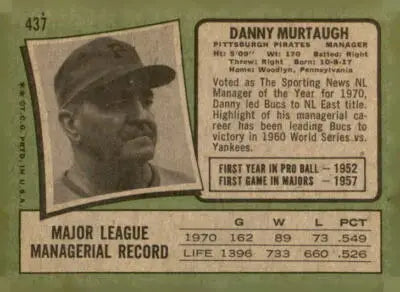 437
DANNY MURTAUGH
PITTSBURGH PIRATES MANAGER
Ht: 5'09" Wt: 170 Batted: Right
Threw: Right Born: 10-8-17
Home: Woodlyn, Pennsylvania
Voted as The Sporting News NL
Manager of the Year for 1970,
Danny led Bucs to NL East title.
Highlight of his managerial ca-
reer has been leading Bucs to
victory in 1960 World Series vs.
Yankees.
FIRST YEAR IN PRO BALL – 1952
FIRST GAME IN MAJORS – 1957
© T.C.G. PRTD. IN U.S.A.
MAJOR LEAGUE
MANAGERIAL RECORD
G W L PCT
1970 162 89 73 .549
LIFE 1396 733 660 .526